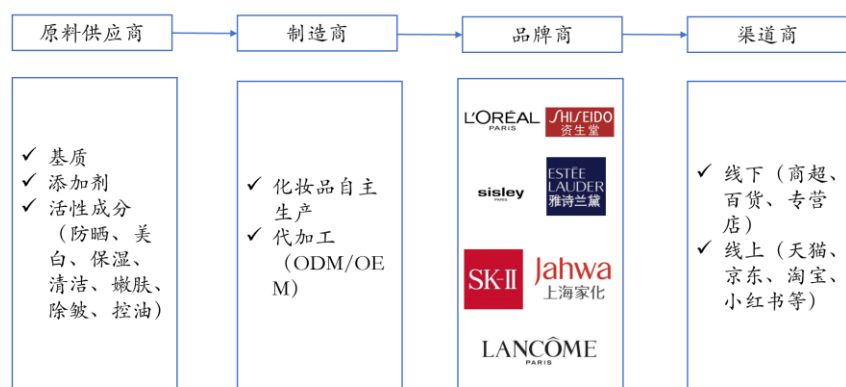 原料供应商
制造商
品牌商
渠道商
✓ 基质
✓ 添加剂
✓ 活性成分
（防晒、美
白、保湿、
清洁、嫩肤、
除皱、控油）
✓ 化妆品自主
生产
✓ 代加工
（ODM/OE
M）
L'ORÉAL
PARIS
SHISEIDO
资生堂
sisley
PARIS
ESTĒE
LAUDER
雅诗兰黛
SK-II
Jahwa
上海家化
LANCÔME
PARIS
✓ 线下（商超、
百货、专营
店）
✓ 线上（天猫、
京东、淘宝、
小红书等）